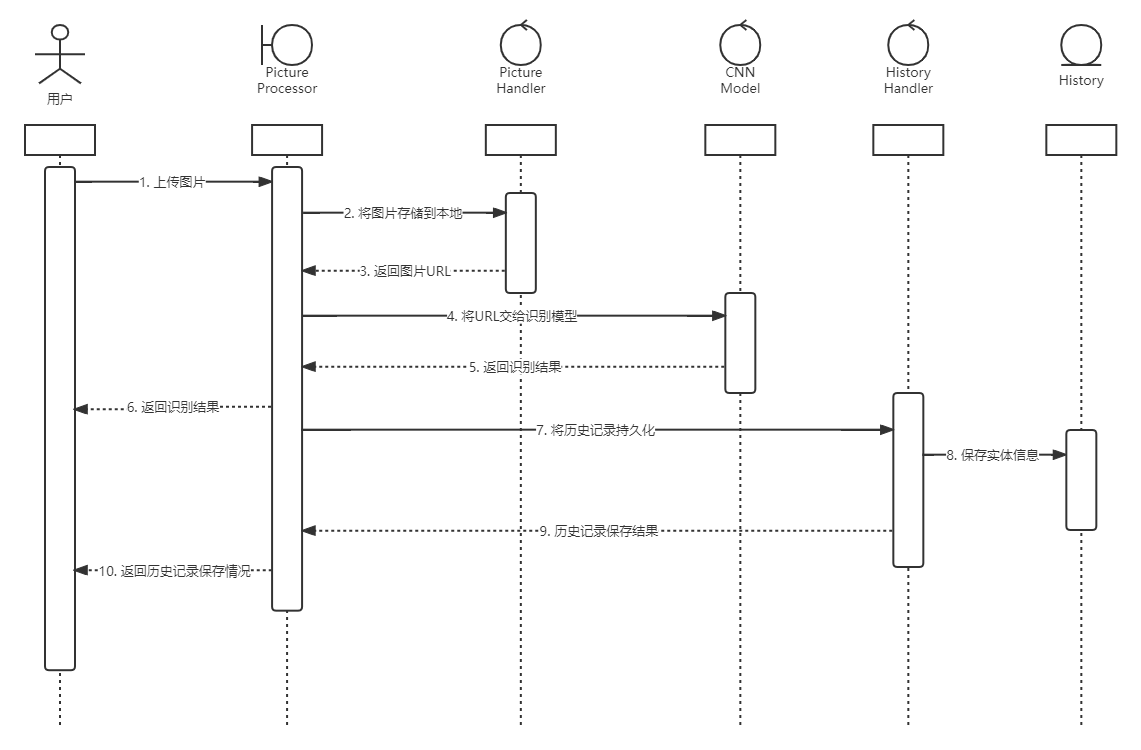 用户
Picture
Processor
Picture
Handler
CNN
Model
History
Handler
History
1. 上传图片
2. 将图片存储到本地
3. 返回图片URL
4. 将URL交给识别模型
5. 返回识别结果
6. 返回识别结果
7. 将历史记录持久化
8. 保存实体信息
9. 历史记录保存结果
10. 返回历史记录保存情况